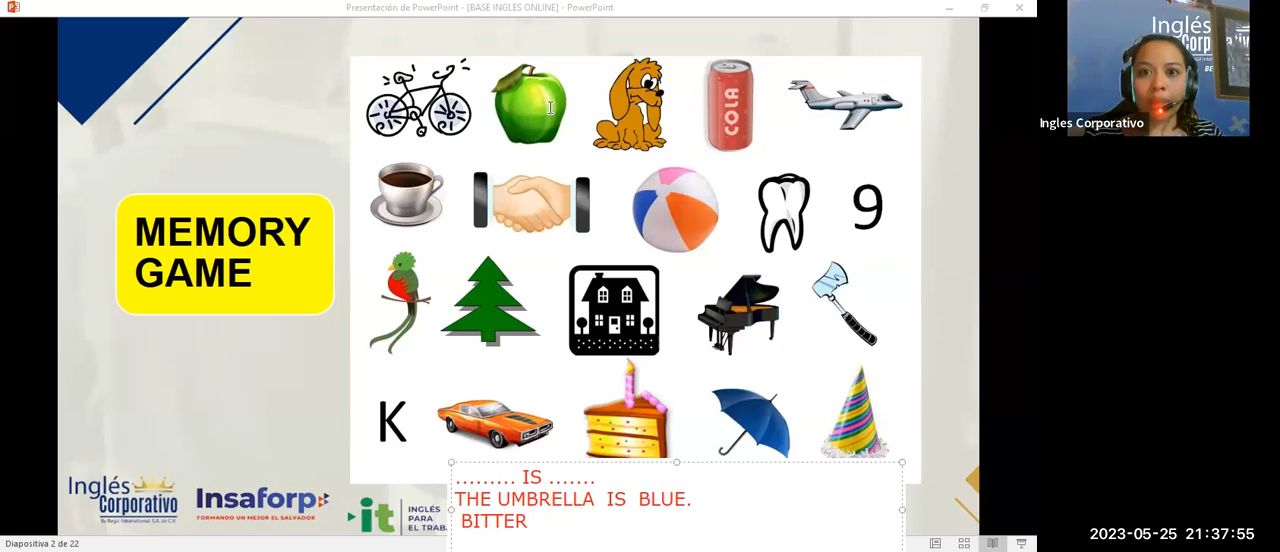 Presentación de PowerPoint - [BASE INGLES ONLINE] - PowerPoint
MEMORY
GAME
COLA
9
K
......... IS .......
THE UMBRELLA IS BLUE.
BITTER
Inglés
Corporativo
Insaforp
FORMANDO UN MEJOR EL SALVADOR
it
INGLÉS
PARA
EL TRABA
Diapositiva 2 de 22
Inglés
Corporativo
Ingles Corporativo
2023-05-25 21:37:55